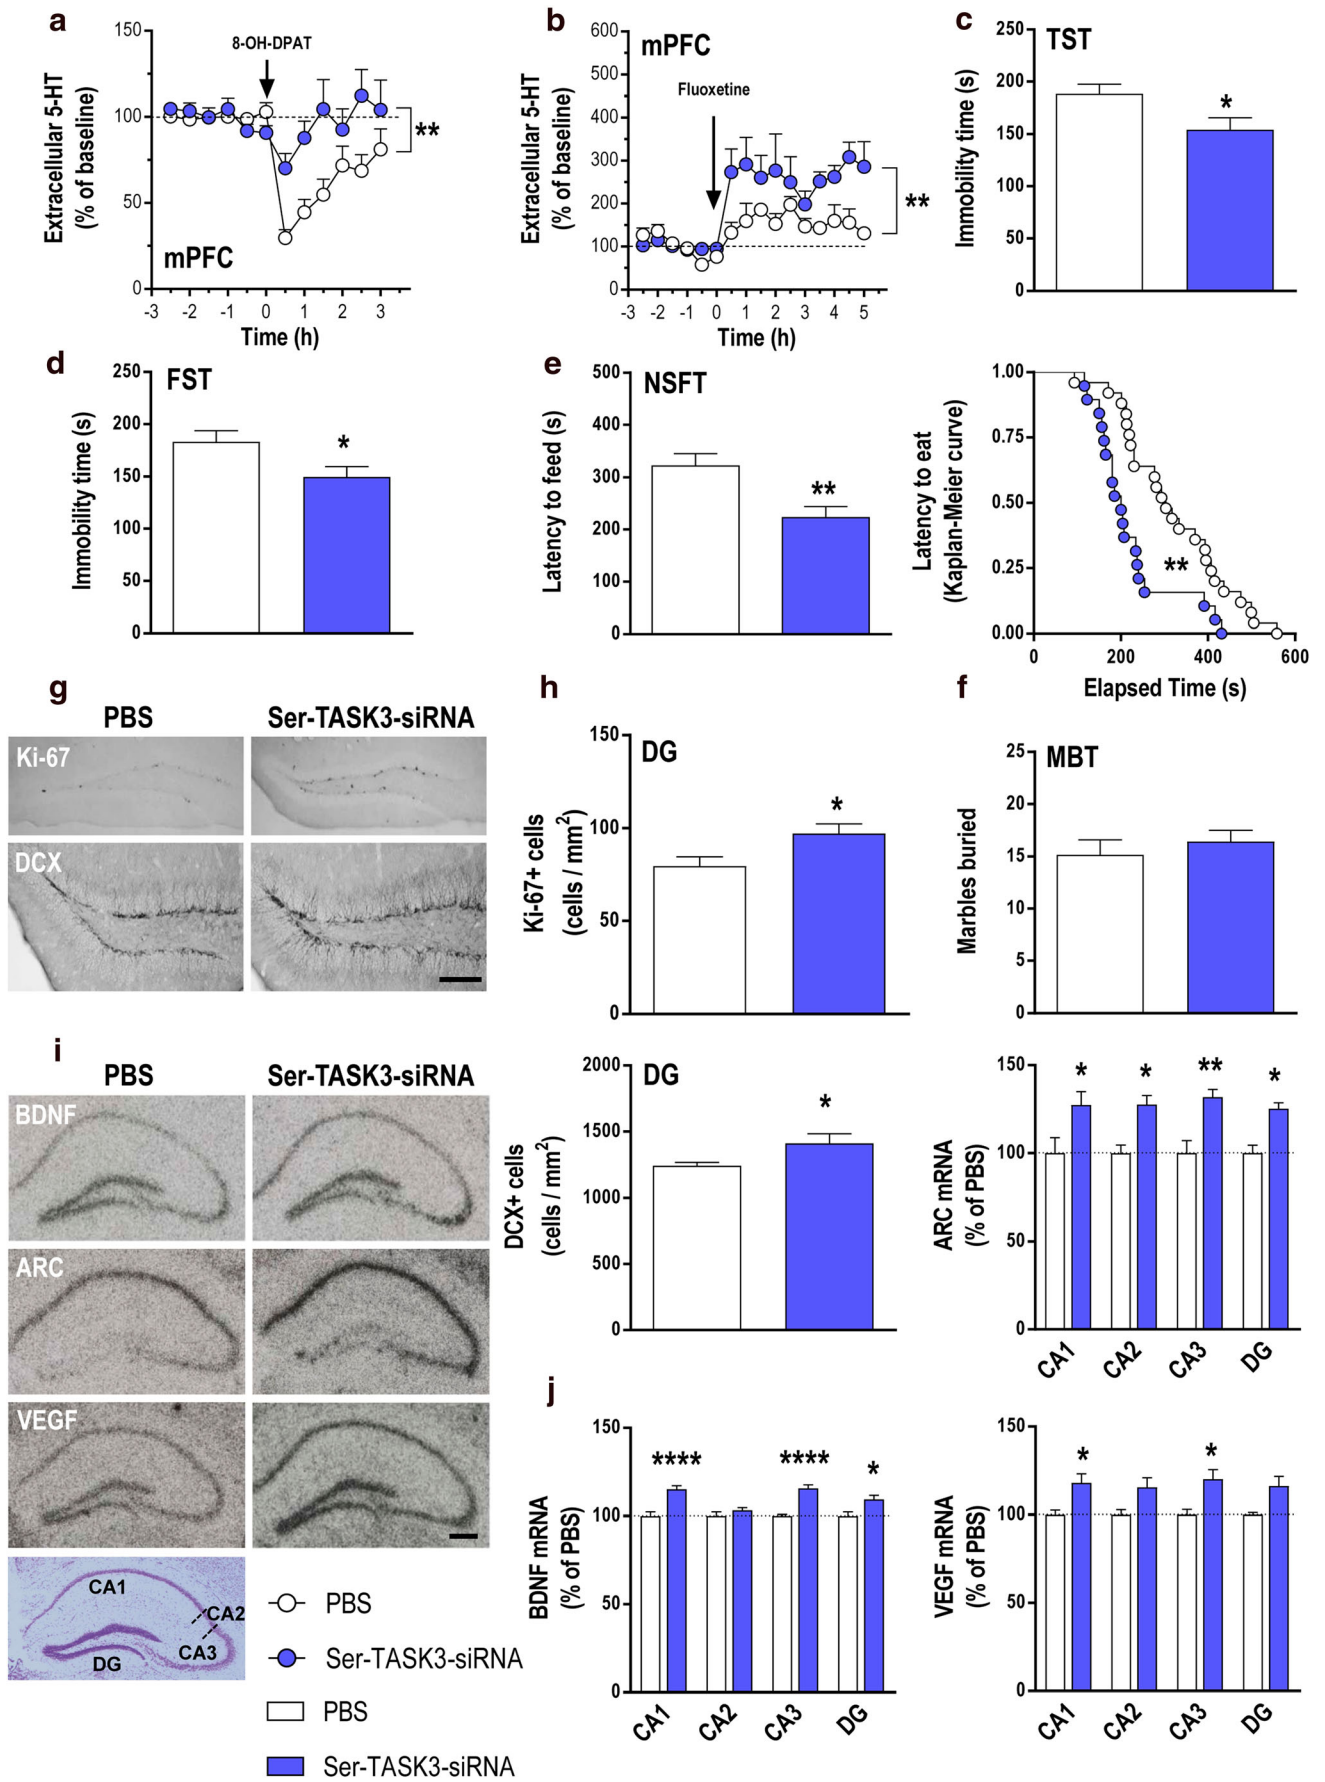 a
150
100
50
0
Extracellular 5-HT
(% of baseline)
8-OH-DPAT
**
mPFC
-3 -2 -1 0 1 2 3
Time (h)
b
600
500
400
300
200
100
0
Extracellular 5-HT
(% of baseline)
mPFC
Fluoxetine
**
-3 -2 -1 0 1 2 3 4 5
Time (h)
c
250
200
150
100
50
0
Immobility time (s)
TST
*
d
250
200
150
100
50
0
Immobility time (s)
FST
*
e
500
400
300
200
100
0
Latency to feed (s)
NSFT
**
1.00
0.75
0.50
0.25
0.00
Latency to eat
(Kaplan-Meier curve)
**
0 200 400 600
Elapsed Time (s)
g
PBS Ser-TASK3-siRNA
Ki-67
DCX
h
150
100
50
0
Ki-67+ cells
(cells / mm²)
DG
*
f
25
20
15
10
5
0
Marbles buried
MBT
i
PBS Ser-TASK3-siRNA
BDNF
ARC
VEGF
CA1
CA2
CA3
DG
PBS
Ser-TASK3-siRNA
PBS
Ser-TASK3-siRNA
2000
1500
1000
500
0
DCX+ cells
(cells / mm²)
DG
*
150
100
50
0
ARC mRNA
(% of PBS)
* * ** *
CA1 CA2 CA3 DG
j
150
100
50
0
BDNF mRNA
(% of PBS)
**** **** *
CA1 CA2 CA3 DG
150
100
50
0
VEGF mRNA
(% of PBS)
* *
CA1 CA2 CA3 DG